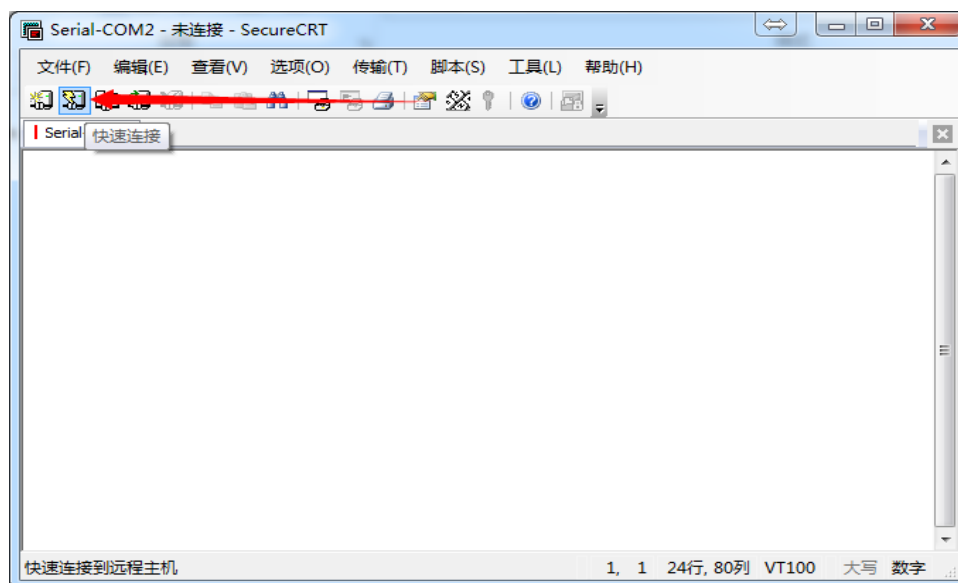 Serial-COM2 - 未连接 - SecureCRT
文件(F) 编辑(E) 查看(V) 选项(O) 传输(T) 脚本(S) 工具(L) 帮助(H)
Serial
快速连接
快速连接到远程主机 1, 1 24行, 80列 VT100 大写 数字